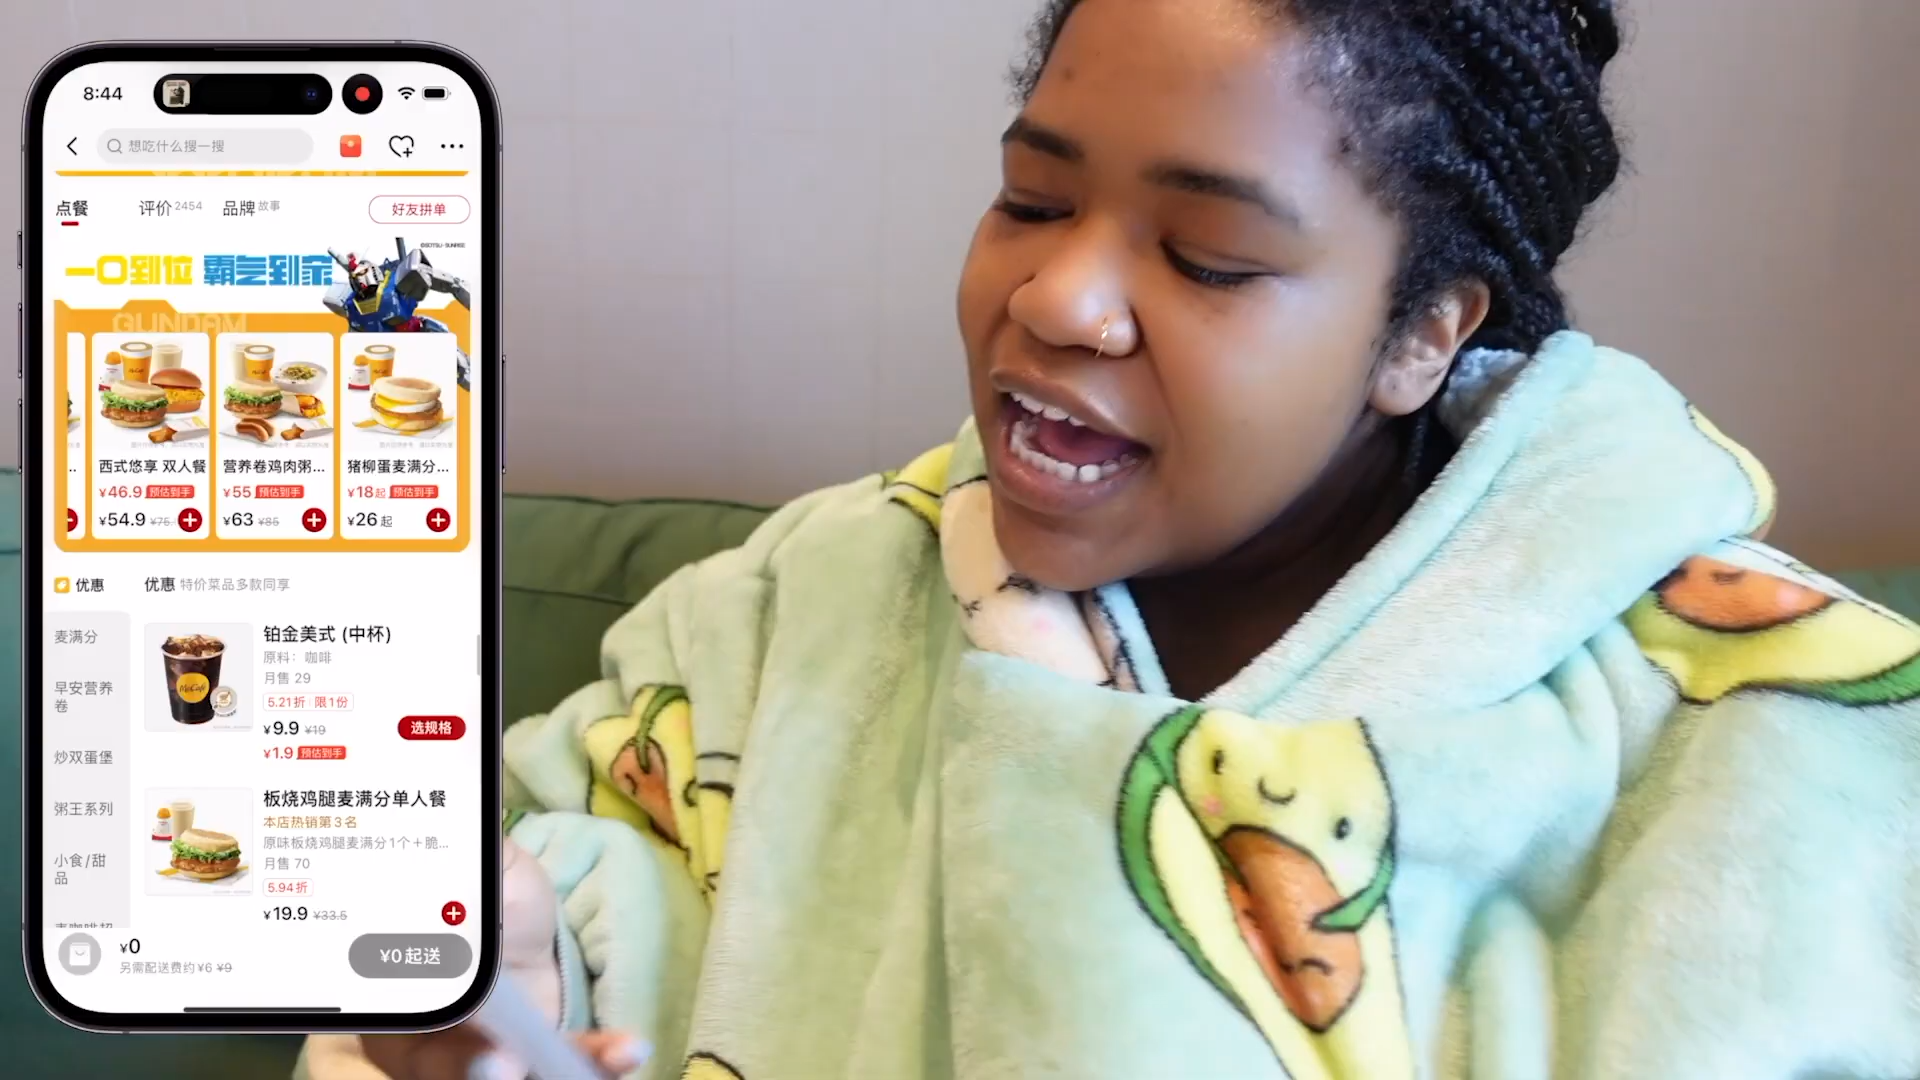 8:44
想吃什么搜一搜
点餐
评价 2454
品牌 故事
好友拼单
©SOTSU·SUNRISE
一口到位 霸气到家
GUNDAM
西式悠享 双人餐
¥46.9 预估到手
¥54.9 ¥75.
营养卷鸡肉粥...
¥55 预估到手
¥63 ¥85
猪柳蛋麦满分...
¥18起 预估到手
¥26 起
优惠
优惠 特价菜品多款同享
麦满分
早安营养卷
炒双蛋堡
粥王系列
小食/甜品
McCafé
铂金美式 (中杯)
原料：咖啡
月售 29
5.21折 限1份
¥9.9 ¥19
选规格
¥1.9 预估到手
板烧鸡腿麦满分单人餐
本店热销第3名
原味板烧鸡腿麦满分1个+脆...
月售 70
5.94折
¥19.9 ¥33.5
¥0
另需配送费约¥6 ¥9
¥0起送